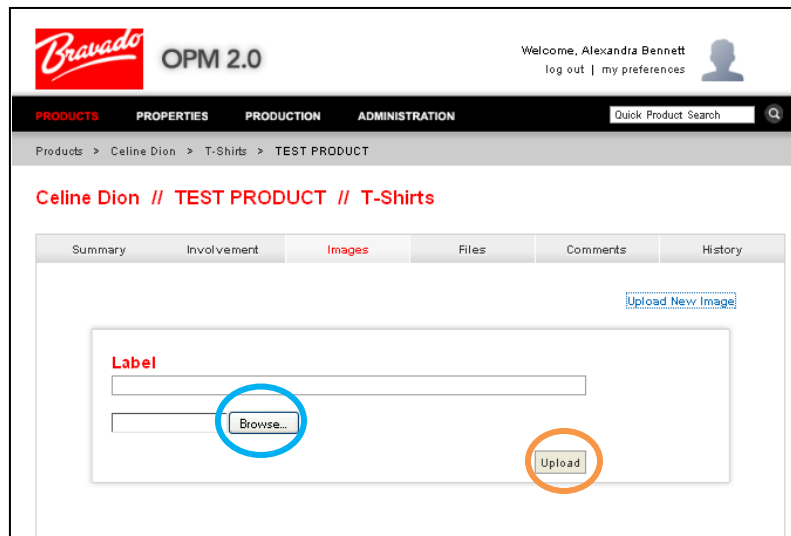 Bravado
OPM 2.0
Welcome, Alexandra Bennett
log out | my preferences
PRODUCTS PROPERTIES PRODUCTION ADMINISTRATION Quick Product Search
Products > Celine Dion > T-Shirts > TEST PRODUCT
Celine Dion // TEST PRODUCT // T-Shirts
Summary Involvement Images Files Comments History
Upload New Image
Label
Browse...
Upload